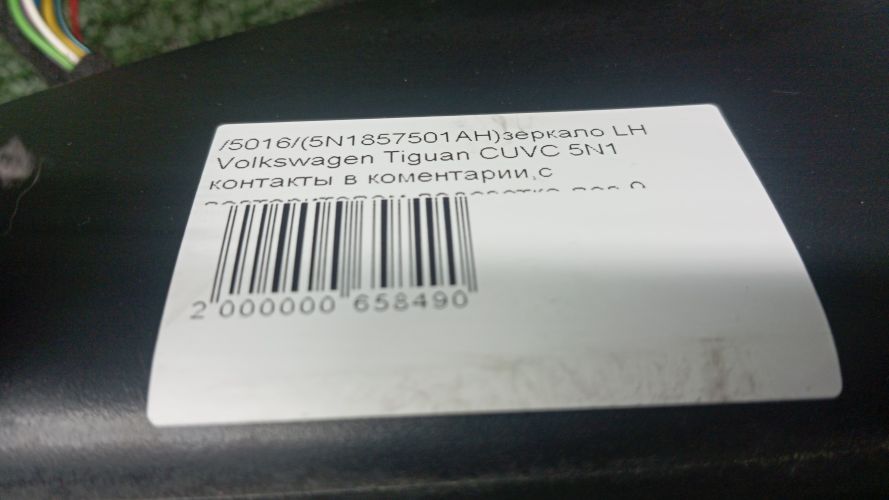 /5016/(5N1857501AH)зеркало LH
Volkswagen Tiguan CUVC 5N1
контакты в коментарии,с
2 000000 658490